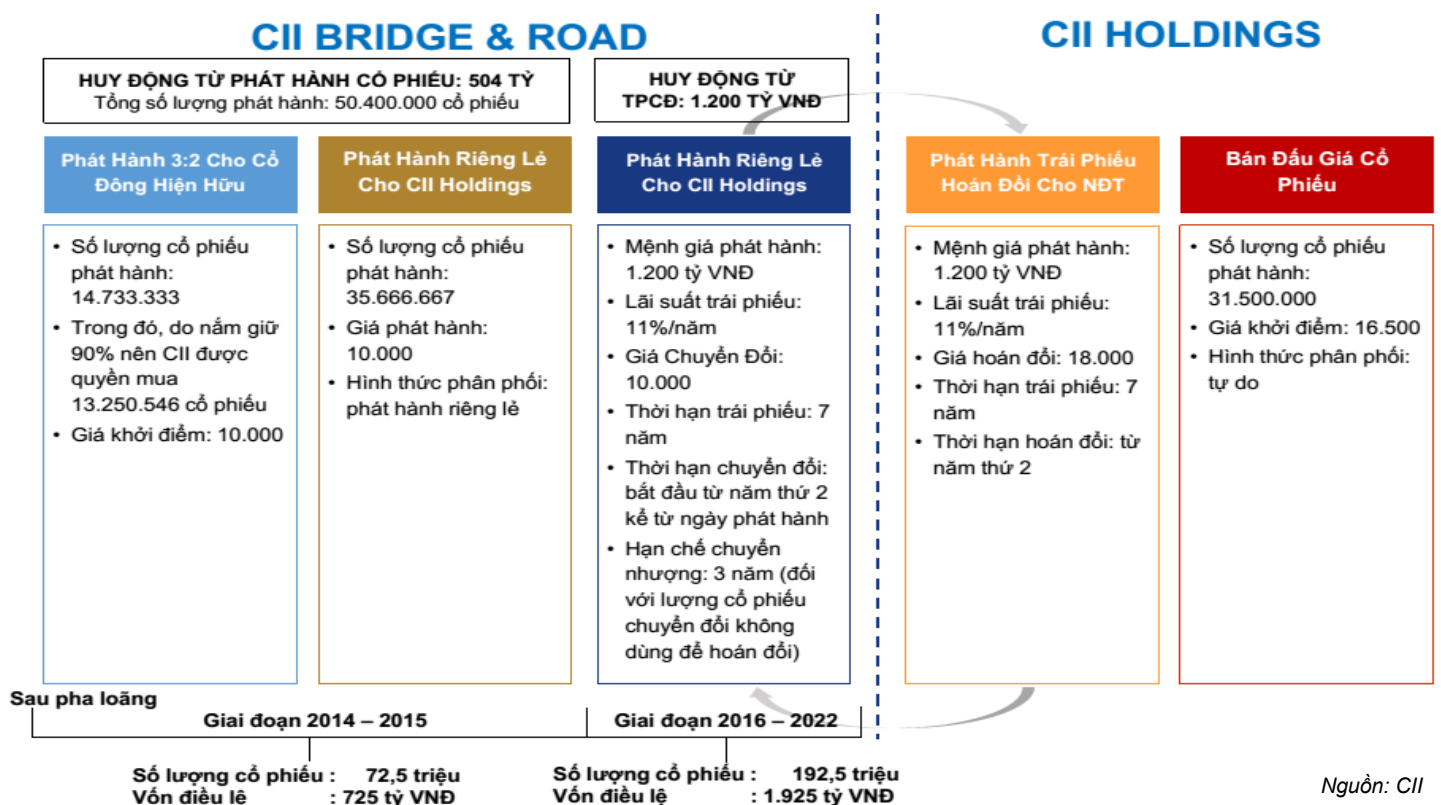 CII BRIDGE & ROAD
HUY ĐỘNG TỪ PHÁT HÀNH CỔ PHIẾU: 504 TỶ
Tổng số lượng phát hành: 50.400.000 cổ phiếu
HUY ĐỘNG TỪ
TPCĐ: 1.200 TỶ VNĐ
Phát Hành 3:2 Cho Cổ
Đông Hiện Hữu
• Số lượng cổ phiếu
phát hành:
14.733.333
• Trong đó, do nắm giữ
90% nên CII được
quyền mua
13.250.546 cổ phiếu
• Giá khởi điểm: 10.000
Phát Hành Riêng Lẻ
Cho CII Holdings
• Số lượng cổ phiếu
phát hành:
35.666.667
• Giá phát hành:
10.000
• Hình thức phân phối:
phát hành riêng lẻ
Phát Hành Riêng Lẻ
Cho CII Holdings
• Mệnh giá phát hành:
1.200 tỷ VNĐ
• Lãi suất trái phiếu:
11%/năm
• Giá Chuyển Đổi:
10.000
• Thời hạn trái phiếu: 7
năm
• Thời hạn chuyển đổi:
bắt đầu từ năm thứ 2
kể từ ngày phát hành
• Hạn chế chuyển
nhượng: 3 năm (đối
với lượng cổ phiếu
chuyển đổi không
dùng để hoán đổi)
CII HOLDINGS
Phát Hành Trái Phiếu
Hoán Đổi Cho NĐT
• Mệnh giá phát hành:
1.200 tỷ VNĐ
• Lãi suất trái phiếu:
11%/năm
• Giá hoán đổi: 18.000
• Thời hạn trái phiếu: 7
năm
• Thời hạn hoán đổi: từ
năm thứ 2
Bán Đấu Giá Cổ
Phiếu
• Số lượng cổ phiếu
phát hành:
31.500.000
• Giá khởi điểm: 16.500
• Hình thức phân phối:
tự do
Sau pha loãng
Giai đoạn 2014 – 2015
Số lượng cổ phiếu : 72,5 triệu
Vốn điều lệ : 725 tỷ VNĐ
Giai đoạn 2016 – 2022
Số lượng cổ phiếu : 192,5 triệu
Vốn điều lệ : 1.925 tỷ VNĐ
Nguồn: CII